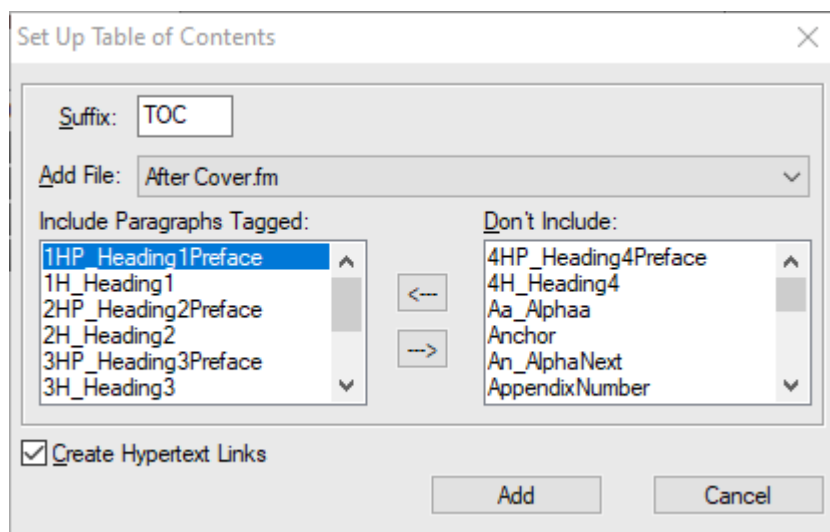 Set Up Table of Contents
Suffix: TOC
Add File: After Cover.fm
Include Paragraphs Tagged:
1HP_Heading1Preface
1H_Heading1
2HP_Heading2Preface
2H_Heading2
3HP_Heading3Preface
3H_Heading3
<---
--->
Don't Include:
4HP_Heading4Preface
4H_Heading4
Aa_Alphaa
Anchor
An_AlphaNext
AppendixNumber
Create Hypertext Links
Add Cancel